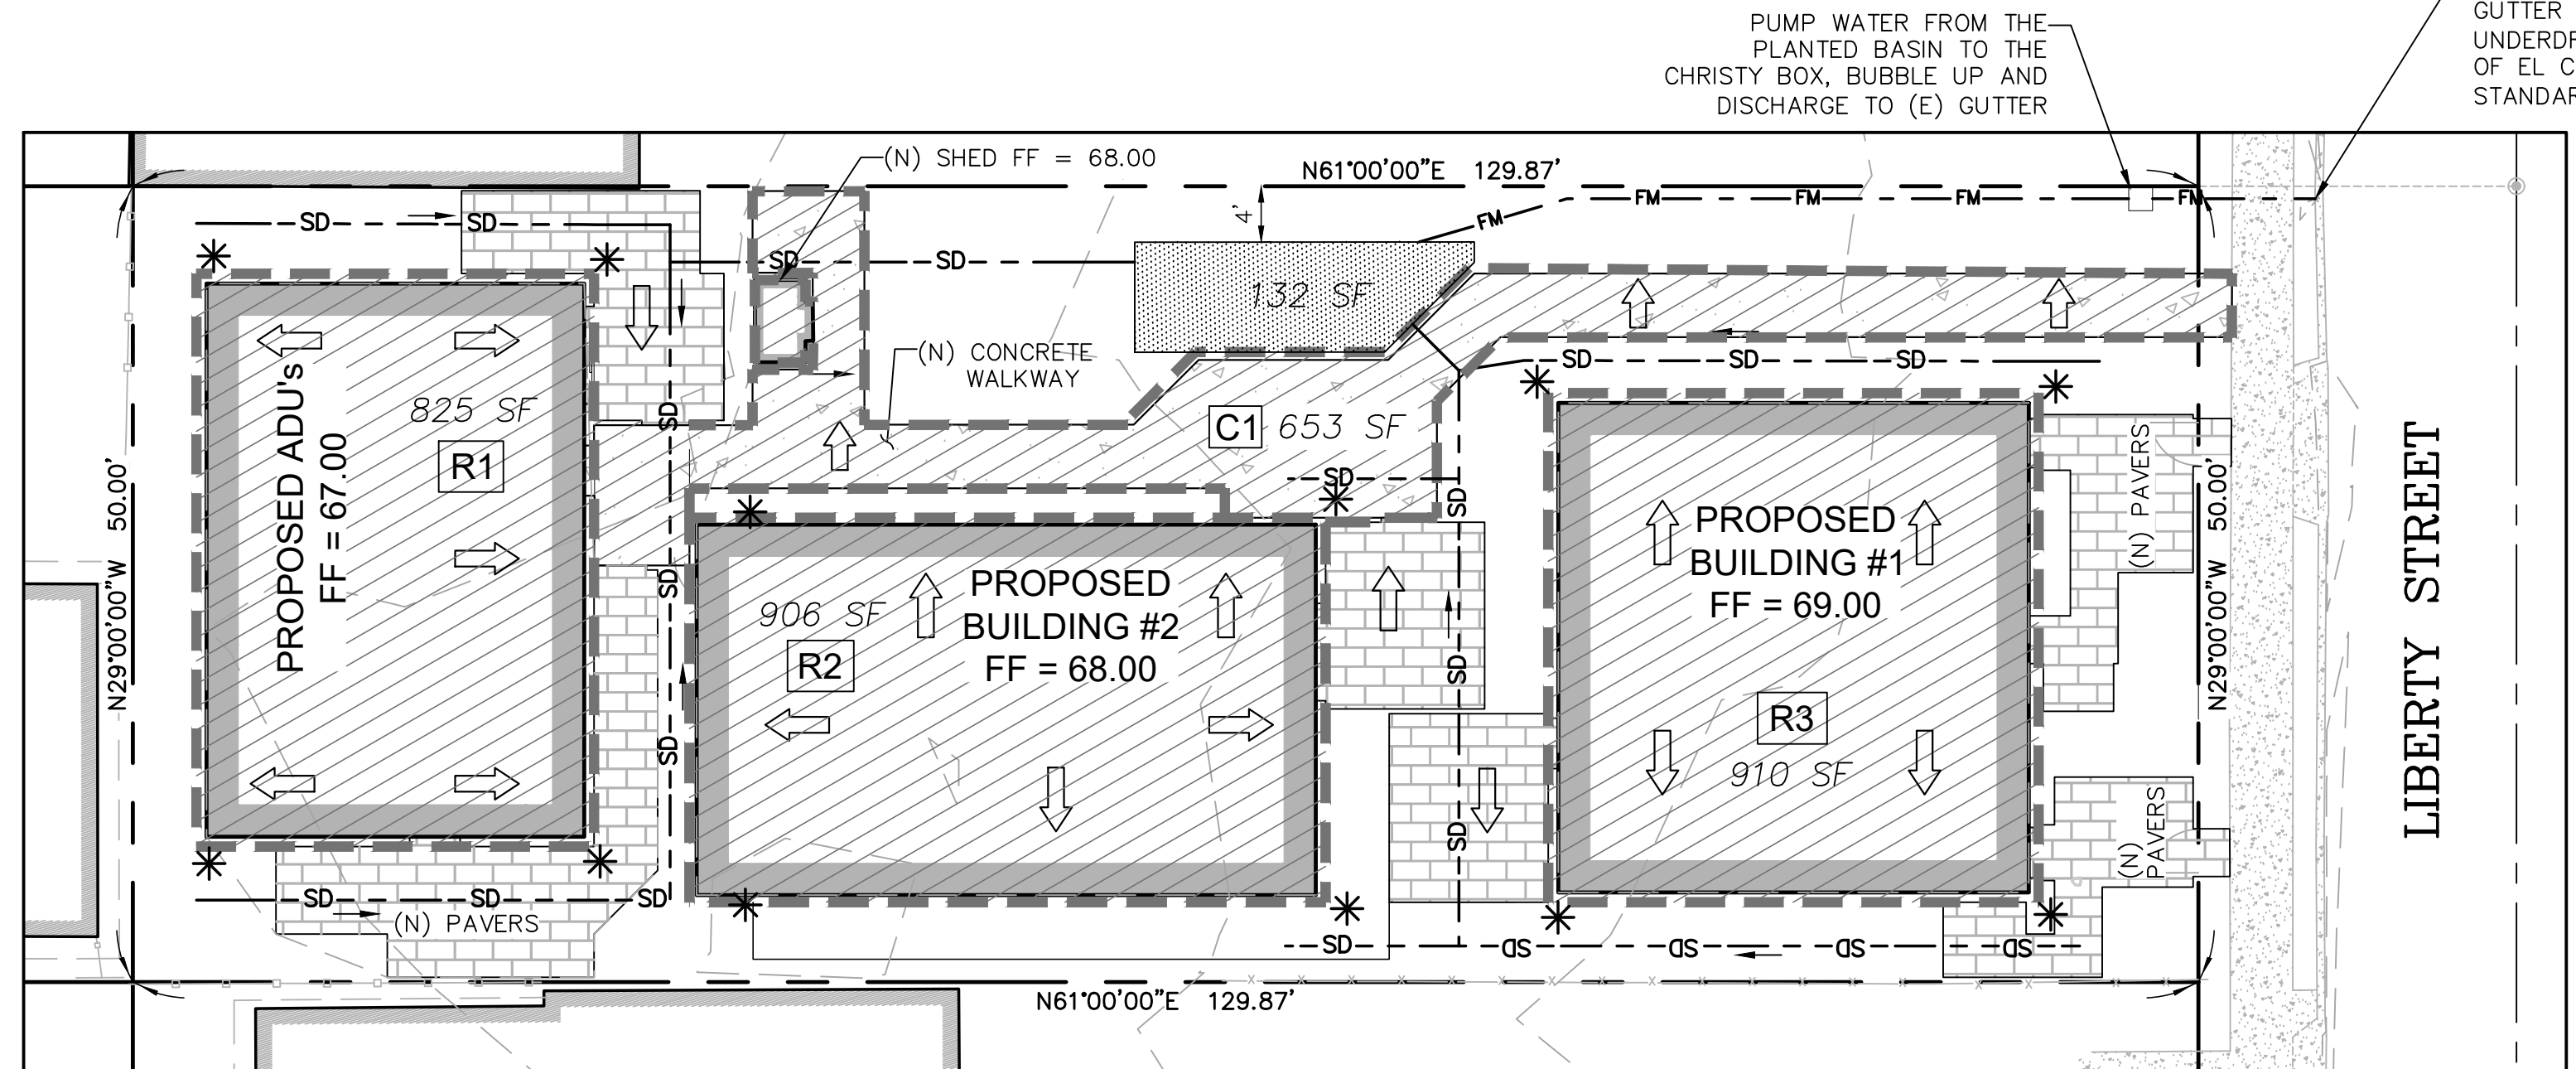 PUMP WATER FROM THE
PLANTED BASIN TO THE
CHRISTY BOX, BUBBLE UP AND
DISCHARGE TO (E) GUTTER
GUTTER
OF EL C
(N) SHED FF = 68.00
N61°00'00"E 129.87'
4'
FM FM FM FM FM
SD SD
SD SD
132 SF
(N) CONCRETE
WALKWAY
SD SD SD
PROPOSED ADU's
FF = 67.00
825 SF
R1
SD
C1 653 SF
SD
SD
N29°00'00"W 50.00'
PROPOSED
BUILDING #2
FF = 68.00
906 SF
R2
SD
SD
SD
SD
PROPOSED
BUILDING #1
FF = 69.00
R3
910 SF
(N) PAVERS
(N)
PAVERS
N29°00'00"W 50.00'
LIBERTY STREET
SD SD SD
(N) PAVERS
SD SD SD SD SD
N61°00'00"E 129.87'